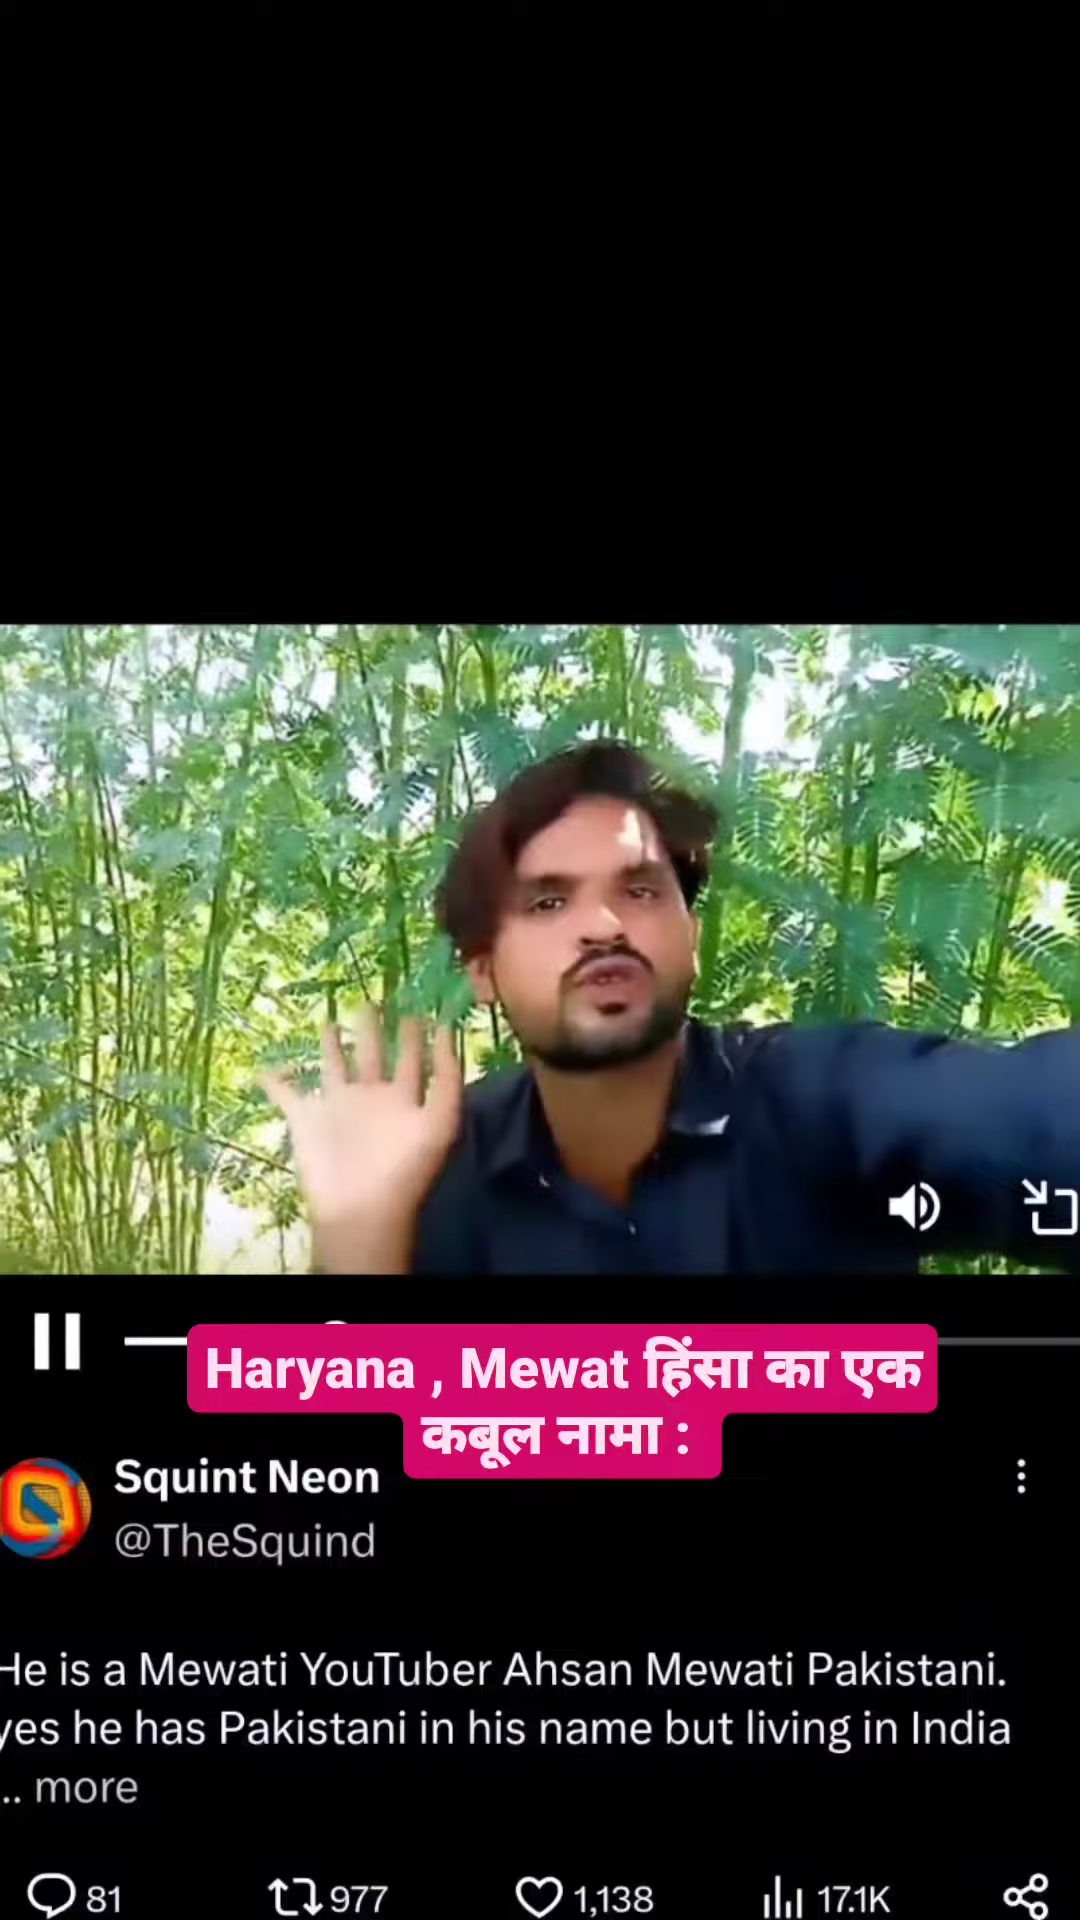 Haryana , Mewat हिंसा का एक
कबूल नामा :
Squint Neon
@TheSquind
He is a Mewati YouTuber Ahsan Mewati Pakistani.
yes he has Pakistani in his name but living in India
... more
81 977 1,138 17.1K